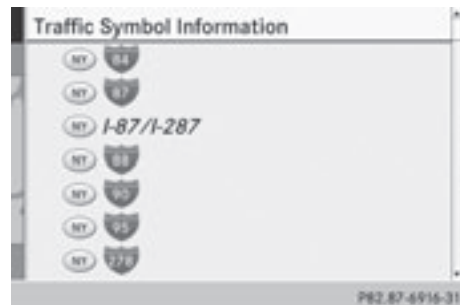 Traffic Symbol Information
NY 84
NY 87
NY I-87/I-287
NY 88
NY 90
NY 95
NY 278
P82.87-6916-31